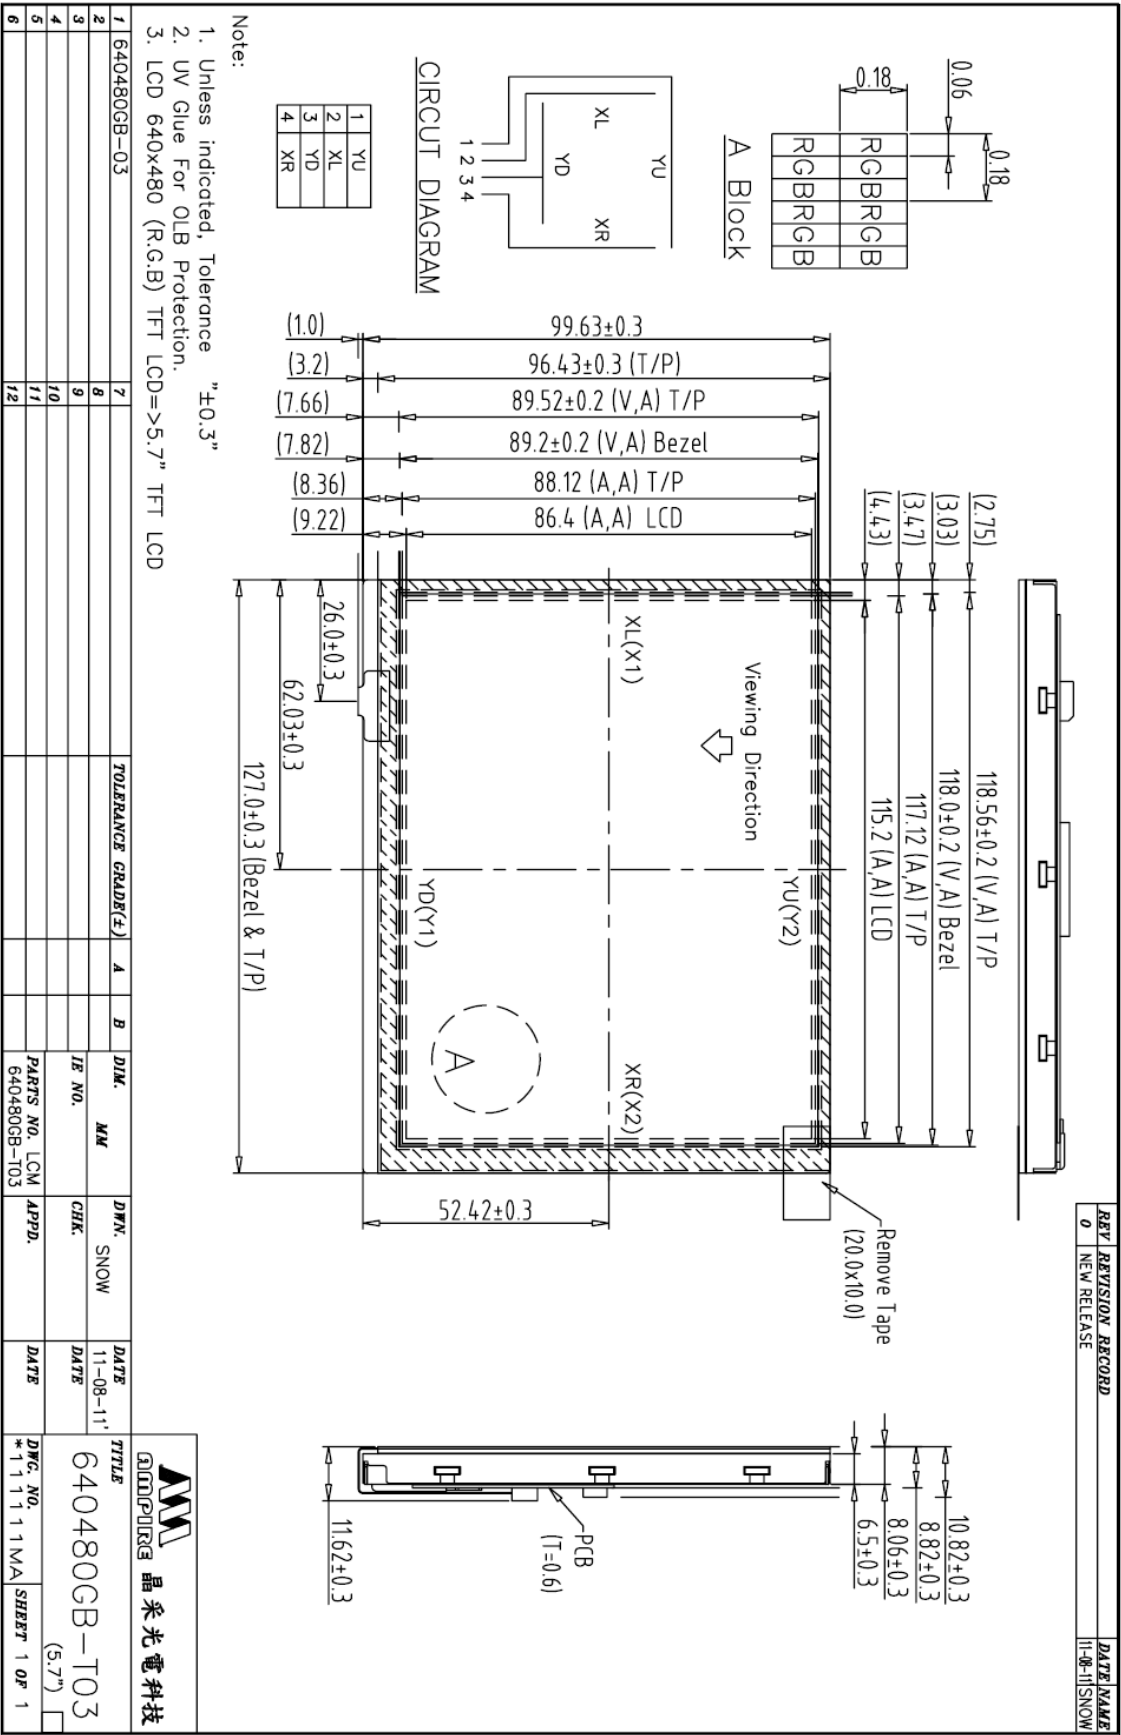 REV REVISION RECORD DATE NAME
0 NEW RELEASE 11-08-11' SNOW
0.06
0.18
0.18
RGBRGB
RGBRGB
A Block
YU
XL
XR
YD
1 2 3 4
CIRCUT DIAGRAM
1 YU
2 XL
3 YD
4 XR
Note:
1. Unless indicated, Tolerance "±0.3"
2. UV Glue For OLB Protection.
3. LCD 640x480 (R.G.B) TFT LCD=>5.7" TFT LCD
118.56±0.2 (V,A) T/P
118.0±0.2 (V,A) Bezel
117.12 (A,A) T/P
115.2 (A,A) LCD
(2.75)
(3.03)
(3.47)
(4.43)
99.63±0.3
96.43±0.3 (T/P)
89.52±0.2 (V,A) T/P
89.2±0.2 (V,A) Bezel
88.12 (A,A) T/P
86.4 (A,A) LCD
(1.0)
(3.2)
(7.66)
(7.82)
(8.36)
(9.22)
Viewing Direction
YU(Y2)
XL(X1)
XR(X2)
YD(Y1)
A
26.0±0.3
62.03±0.3
127.0±0.3 (Bezel & T/P)
52.42±0.3
Remove Tape
(20.0x10.0)
10.82±0.3
8.82±0.3
8.06±0.3
6.5±0.3
PCB
(T=0.6)
11.62±0.3
AMPIRE 晶采光電科技
1 640480GB-03 7 TOLERANCE GRADE(±) A B
2 8
3 9
4 10
5 11
6 12
DIM. MM
IE NO.
PARTS NO. LCM
640480GB-T03
DWN. SNOW
CHK.
APPD.
DATE 11-08-11'
DATE
DATE
TITLE
640480GB-T03
(5.7")
DWG. NO.
*111111MA
SHEET 1 OF 1